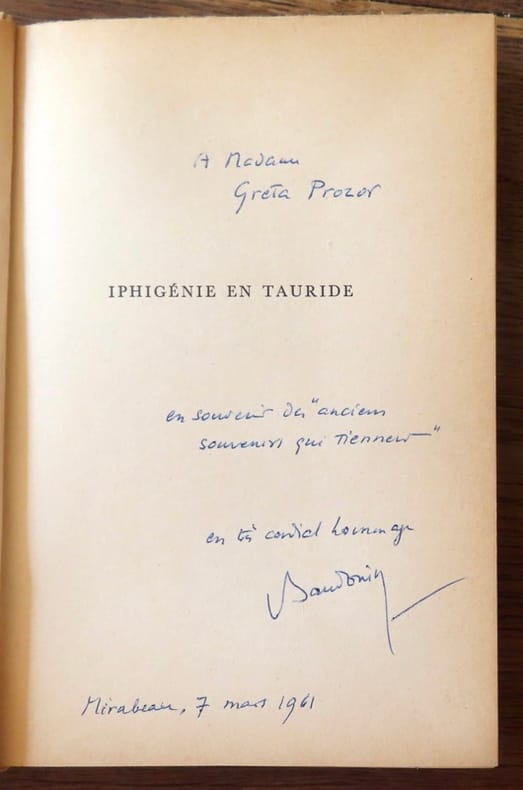 A Madame
Greta Prozor
IPHIGÉNIE EN TAURIDE
en souvenir des "anciens
souvenirs qui tiennent"
en très cordial hommage
Baudouin
Mirabeau, 7 mars 1961